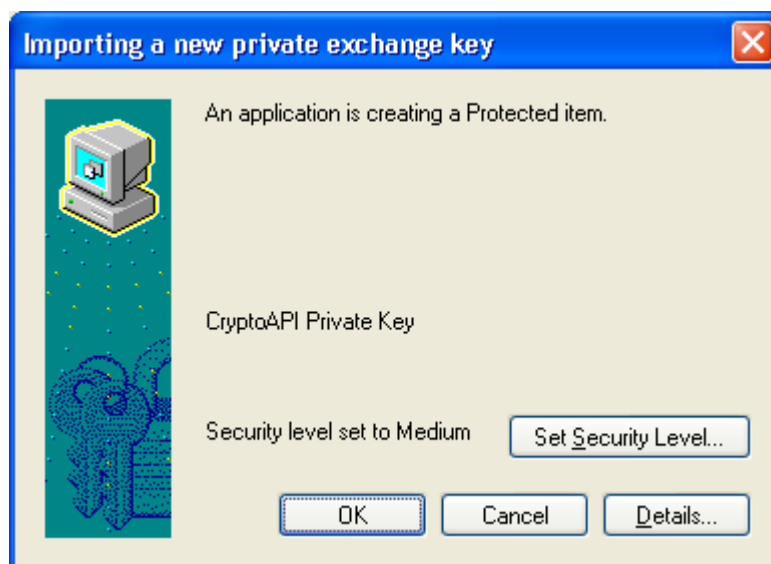 Importing a new private exchange key
An application is creating a Protected item.
CryptoAPI Private Key
Security level set to Medium
Set Security Level...
OK
Cancel
Details...